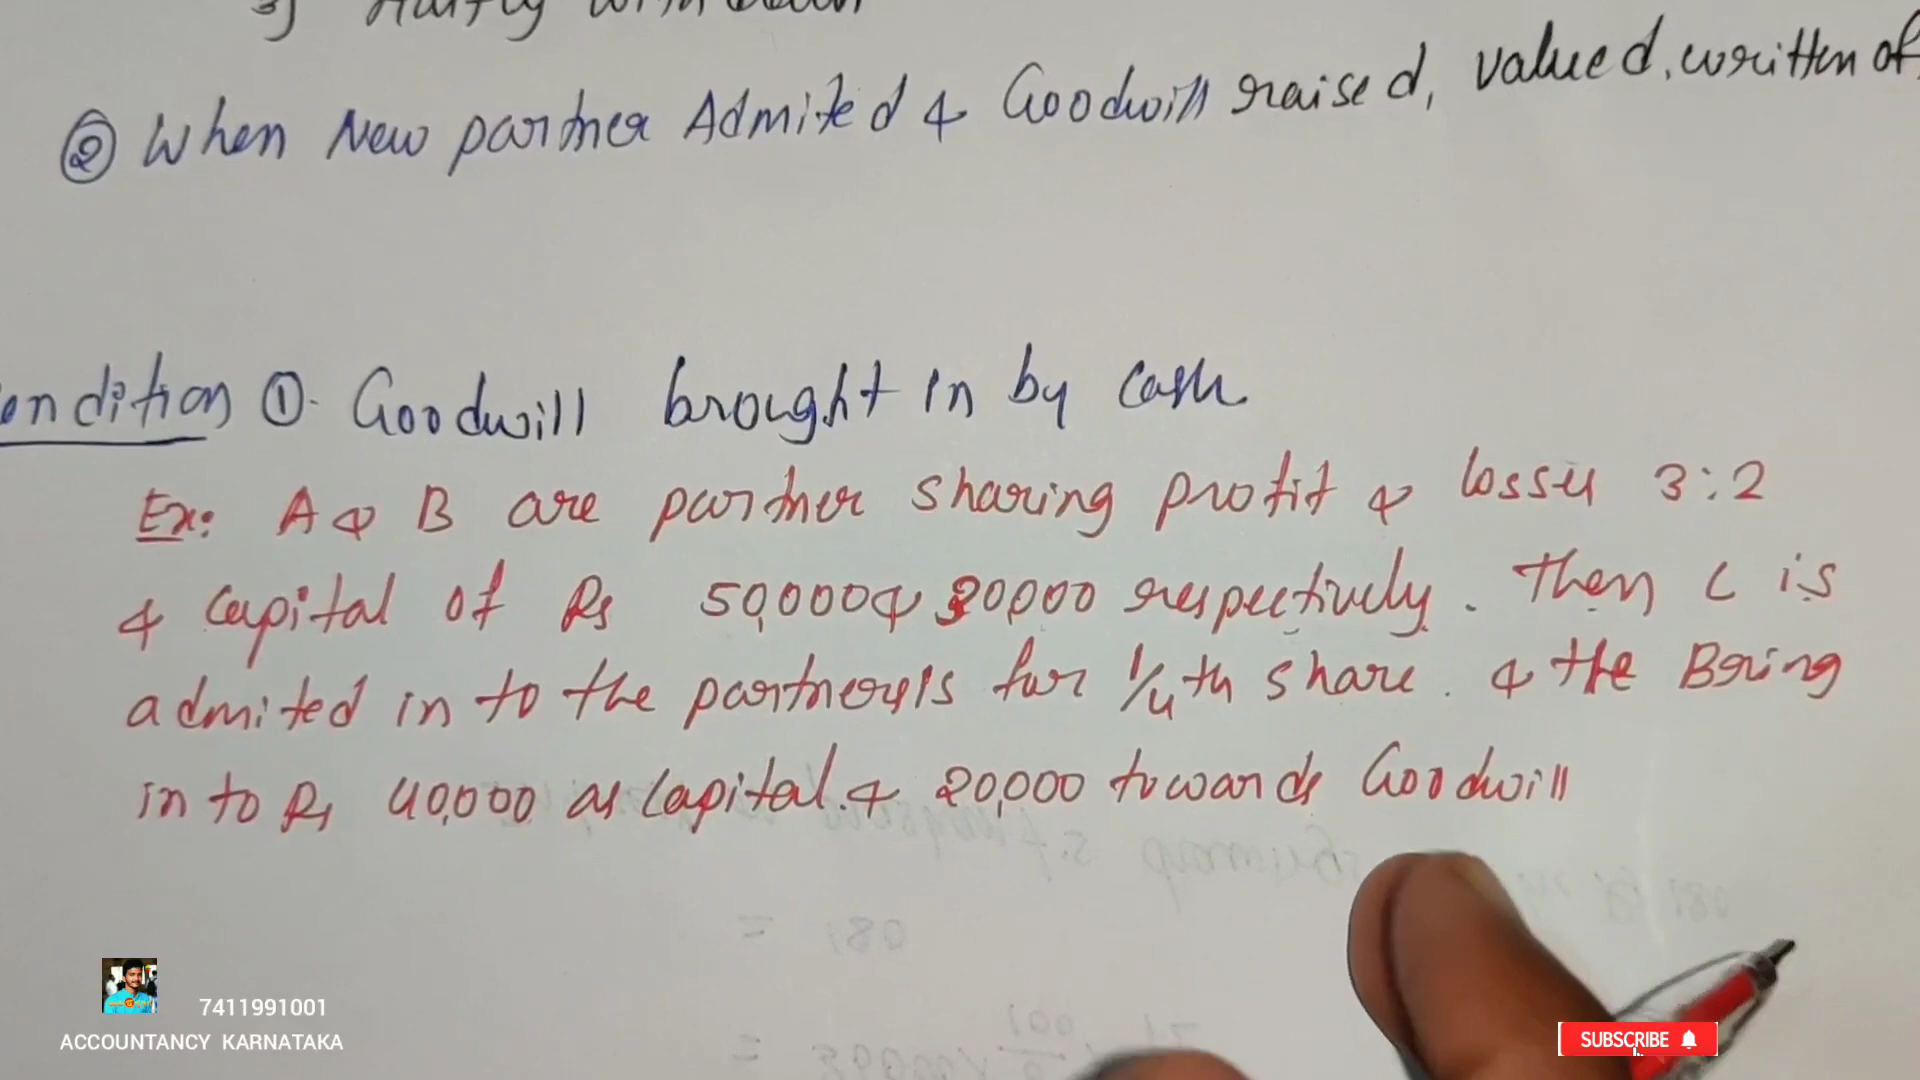 ② When New partner Admited & Goodwill raised, valued, written of
ondition ①. Goodwill brought in by cash
Ex: A & B are partner sharing profit & losses 3:2
& Capital of Rs 50,000 & 30,000 respectively. Then C is
admited in to the partnership for 1/4th share. & the Bring
in to Rs 40,000 as Capital. & 20,000 towards Goodwill
7411991001
ACCOUNTANCY KARNATAKA
SUBSCRIBE